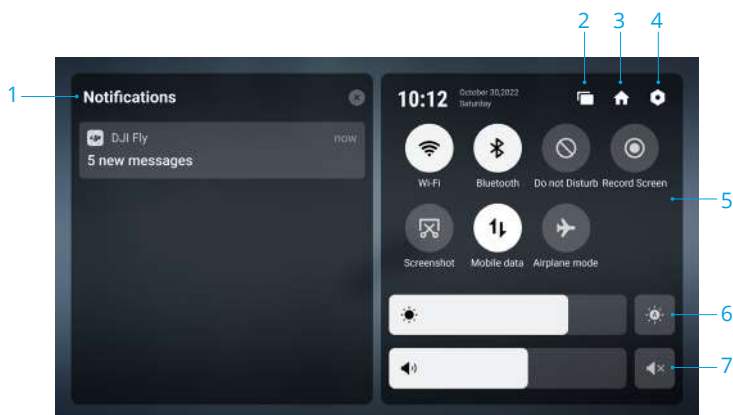 2 3 4
1
Notifications
DJI Fly now
5 new messages
10:12
October 30,2022
Saturday
Wi-Fi Bluetooth Do not Disturb Record Screen
5
Screenshot Mobile data Airplane mode
6
7